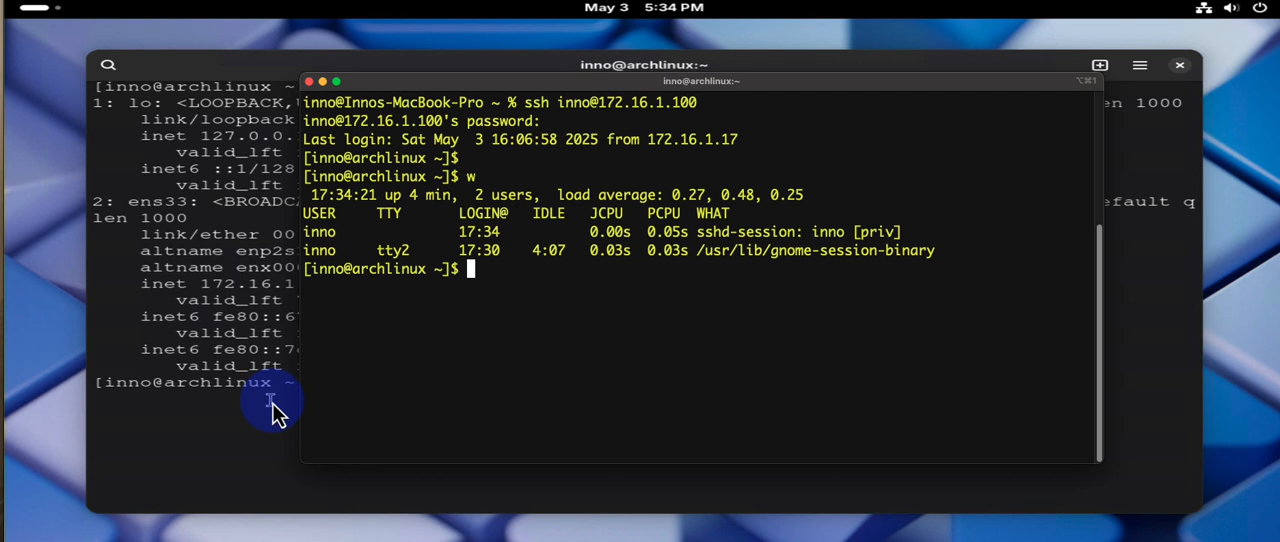 May 3 5:34 PM
inno@archlinux:~
[inno@archlinux ~
1: lo: <LOOPBACK, en 1000
link/loopback
inet 127.0.0.
valid_lft
inet6 ::1/128
valid_lft
2: ens33: <BROADC efault q
len 1000
link/ether 00
altname enp2s
altname enx00
inet 172.16.1
valid_lft
inet6 fe80::6
valid_lft
inet6 fe80::7
valid_lft
[inno@archlinux ~
inno@archlinux:~
⌥⌘1
inno@Innos-MacBook-Pro ~ % ssh inno@172.16.1.100
inno@172.16.1.100's password:
Last login: Sat May  3 16:06:58 2025 from 172.16.1.17
[inno@archlinux ~]$
[inno@archlinux ~]$ w
17:34:21 up 4 min,  2 users,  load average: 0.27, 0.48, 0.25
USER     TTY       LOGIN@   IDLE   JCPU   PCPU  WHAT
inno               17:34           0.00s  0.05s sshd-session: inno [priv]
inno     tty2      17:30    4:07   0.03s  0.03s /usr/lib/gnome-session-binary
[inno@archlinux ~]$